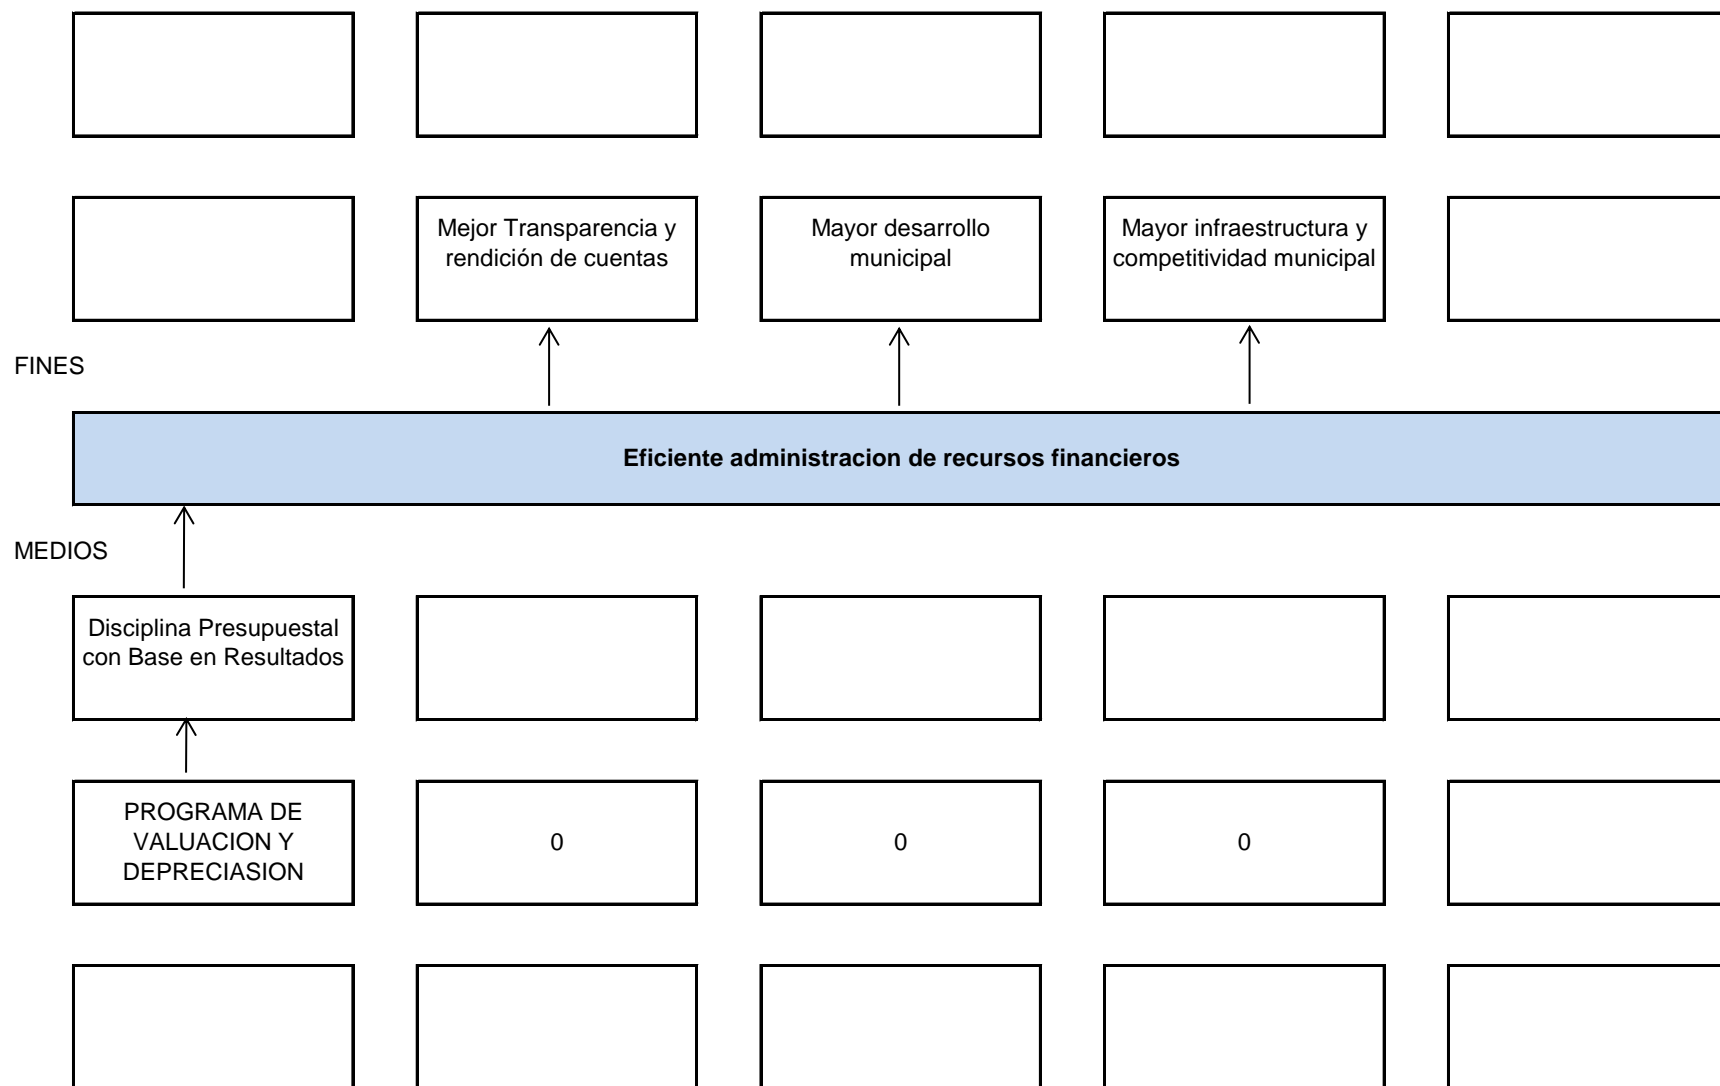 Mejor Transparencia y
rendición de cuentas
Mayor desarrollo
municipal
Mayor infraestructura y
competitividad municipal
FINES
Eficiente administracion de recursos financieros
MEDIOS
Disciplina Presupuestal
con Base en Resultados
PROGRAMA DE
VALUACION Y
DEPRECIASION
0
0
0